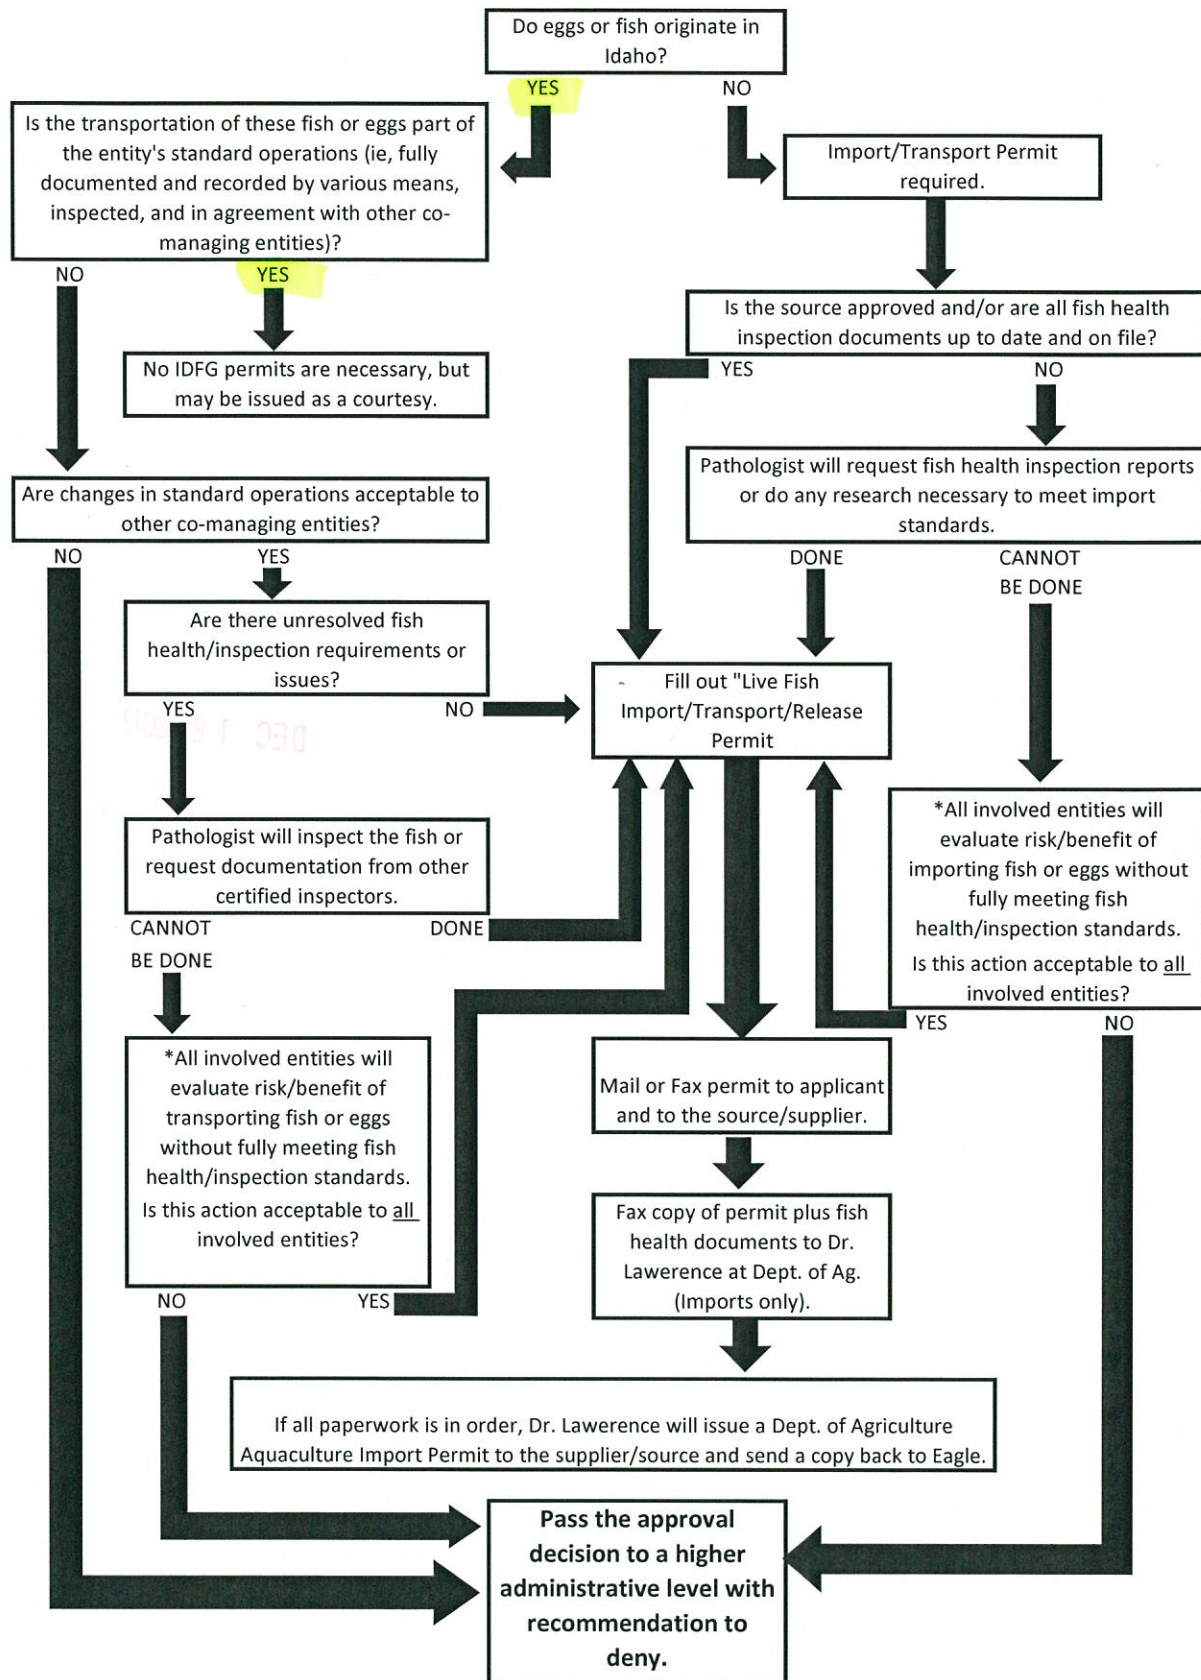 Do eggs or fish originate in
Idaho?
YES
NO
Is the transportation of these fish or eggs part of
the entity's standard operations (ie, fully
documented and recorded by various means,
inspected, and in agreement with other co-
managing entities)?
Import/Transport Permit
required.
NO
YES
Is the source approved and/or are all fish health
inspection documents up to date and on file?
No IDFG permits are necessary, but
may be issued as a courtesy.
YES
NO
Pathologist will request fish health inspection reports
or do any research necessary to meet import
standards.
Are changes in standard operations acceptable to
other co-managing entities?
NO
YES
DONE
CANNOT
BE DONE
Are there unresolved fish
health/inspection requirements or
issues?
Fill out "Live Fish
Import/Transport/Release
Permit
YES
NO
DEC 18 2012
*All involved entities will
evaluate risk/benefit of
importing fish or eggs without
fully meeting fish
health/inspection standards.
Is this action acceptable to all
involved entities?
Pathologist will inspect the fish or
request documentation from other
certified inspectors.
CANNOT
BE DONE
DONE
YES
NO
*All involved entities will
evaluate risk/benefit of
transporting fish or eggs
without fully meeting fish
health/inspection standards.
Is this action acceptable to all
involved entities?
Mail or Fax permit to applicant
and to the source/supplier.
Fax copy of permit plus fish
health documents to Dr.
Lawerence at Dept. of Ag.
(Imports only).
NO
YES
If all paperwork is in order, Dr. Lawerence will issue a Dept. of Agriculture
Aquaculture Import Permit to the supplier/source and send a copy back to Eagle.
Pass the approval
decision to a higher
administrative level with
recommendation to
deny.